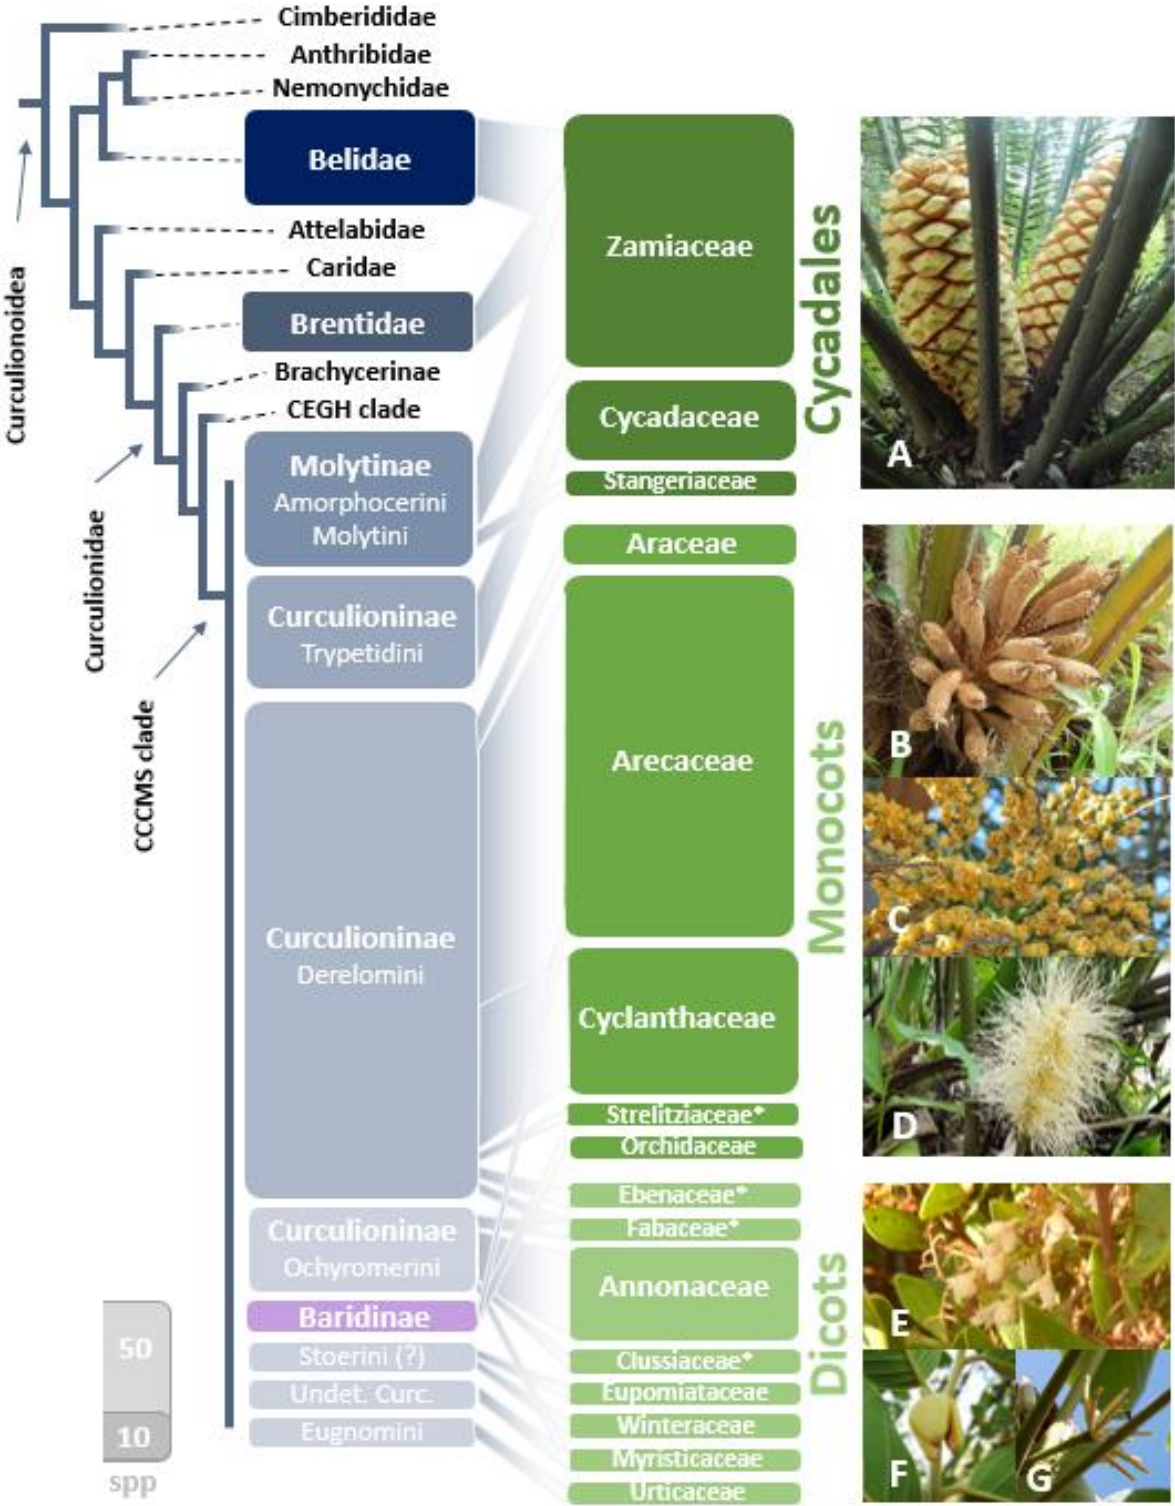 Cimberididae
Anthribidae
Nemonychidae
Belidae
Attelabidae
Caridae
Brentidae
Brachycerinae
CEGH clade
Molytinae
Amorphocerini
Molytini
Curculioninae
Trypetidini
Curculioninae
Derelomini
Curculioninae
Ochyromerini
Baridinae
Stoerini (?)
Undet. Curc.
Eugnomini
Curculionoidea
Curculionidae
CCCMS clade
50
10
spp
Zamiaceae
Cycadaceae
Stangeriaceae
Araceae
Arecaceae
Cyclanthaceae
Strelitziaceae*
Orchidaceae
Ebenaceae*
Fabaceae*
Annonaceae
Clussiaceae*
Eupomiataceae
Winteraceae
Myristicaceae
Urticaceae
Cycadales
Monocots
Dicots
A
B
C
D
E
F
G